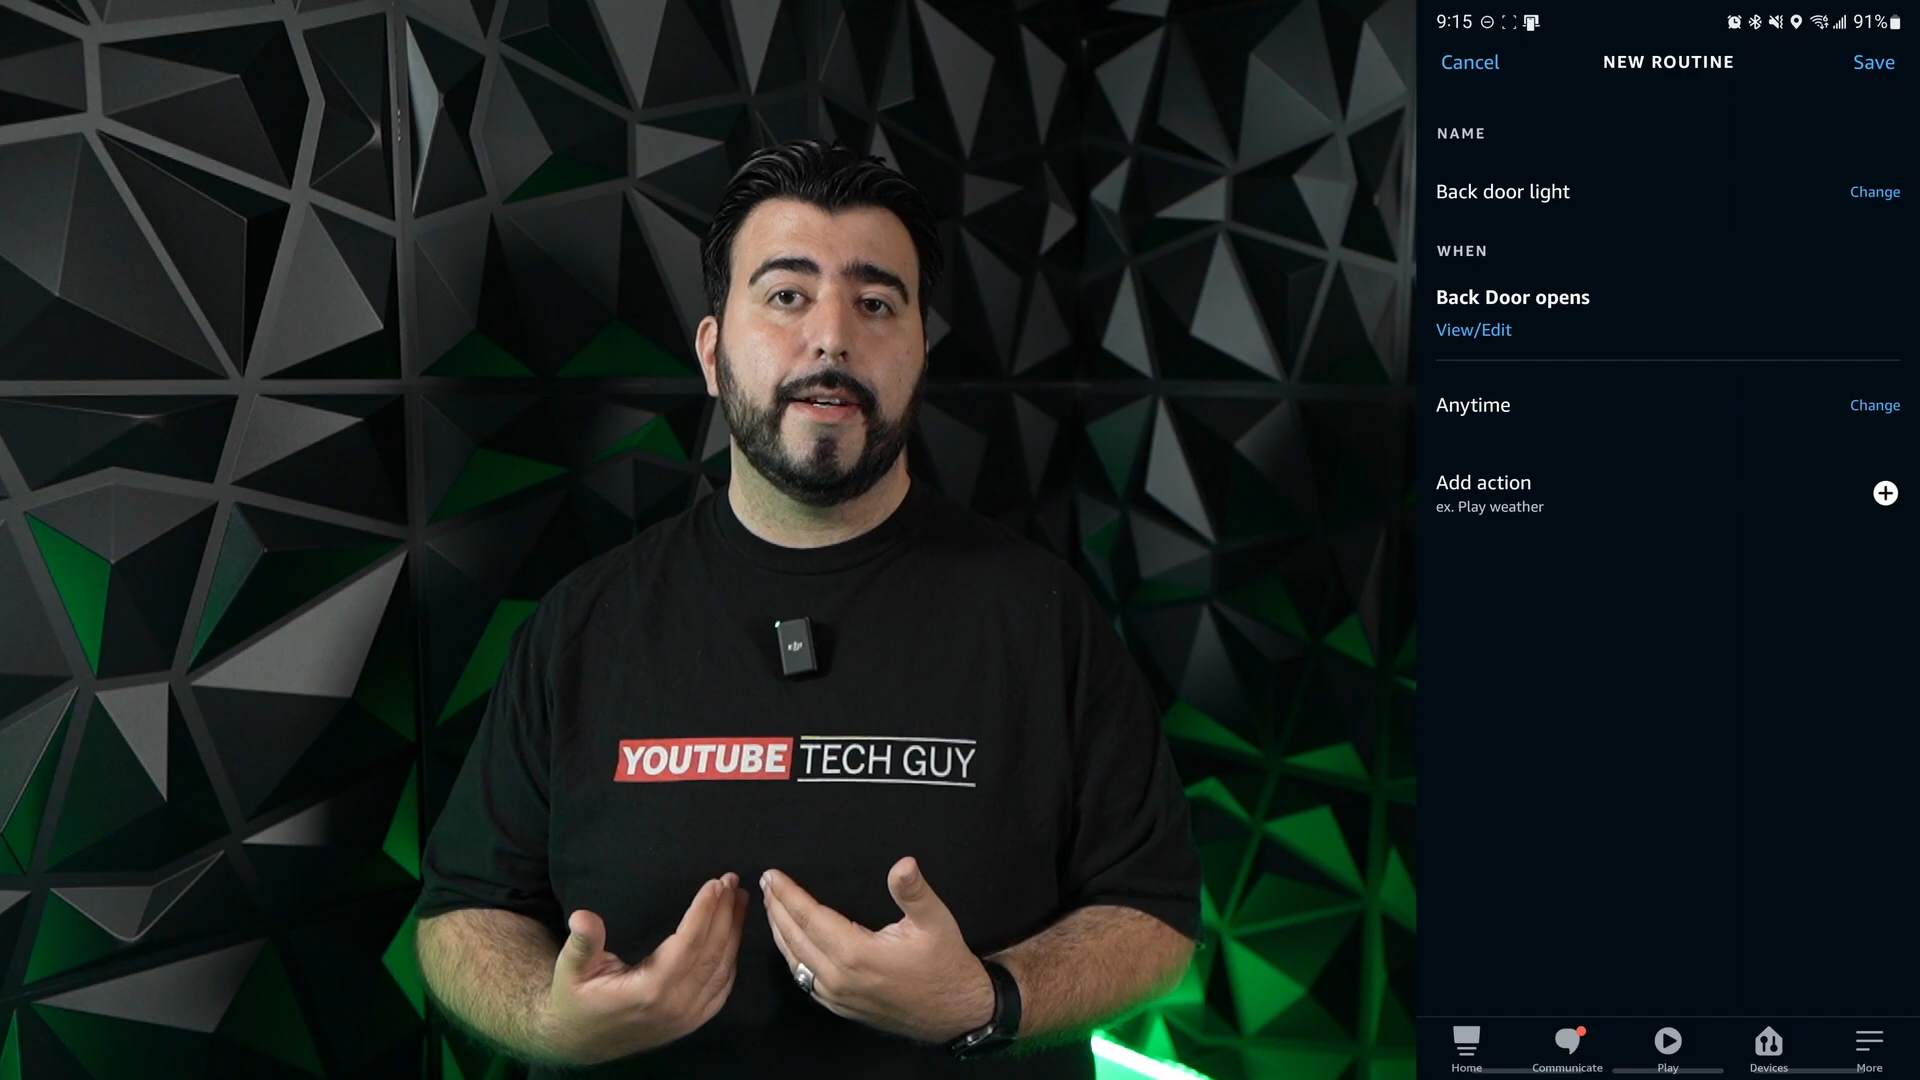 YOUTUBE TECH GUY
9:15
91%
Cancel
NEW ROUTINE
Save
NAME
Back door light
Change
WHEN
Back Door opens
View/Edit
Anytime
Change
Add action
ex. Play weather
Home
Communicate
Play
Devices
More